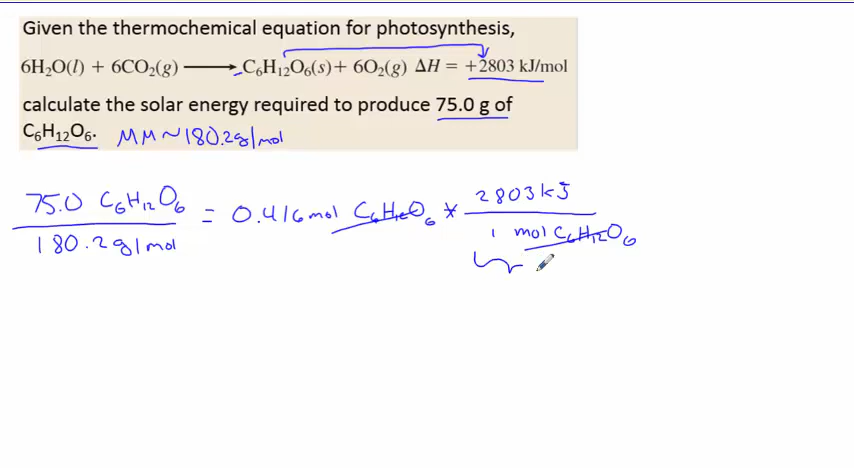 Given the thermochemical equation for photosynthesis,
6H₂O(l) + 6CO₂(g) ⟶ C₆H₁₂O₆(s) + 6O₂(g) ΔH = +2803 kJ/mol
calculate the solar energy required to produce 75.0 g of
C₆H₁₂O₆. MM ~ 180.2g/mol
75.0 C₆H₁₂O₆ / 180.2g/mol = 0.416 mol C₆H₁₂O₆ * 2803 kJ / 1 mol C₆H₁₂O₆